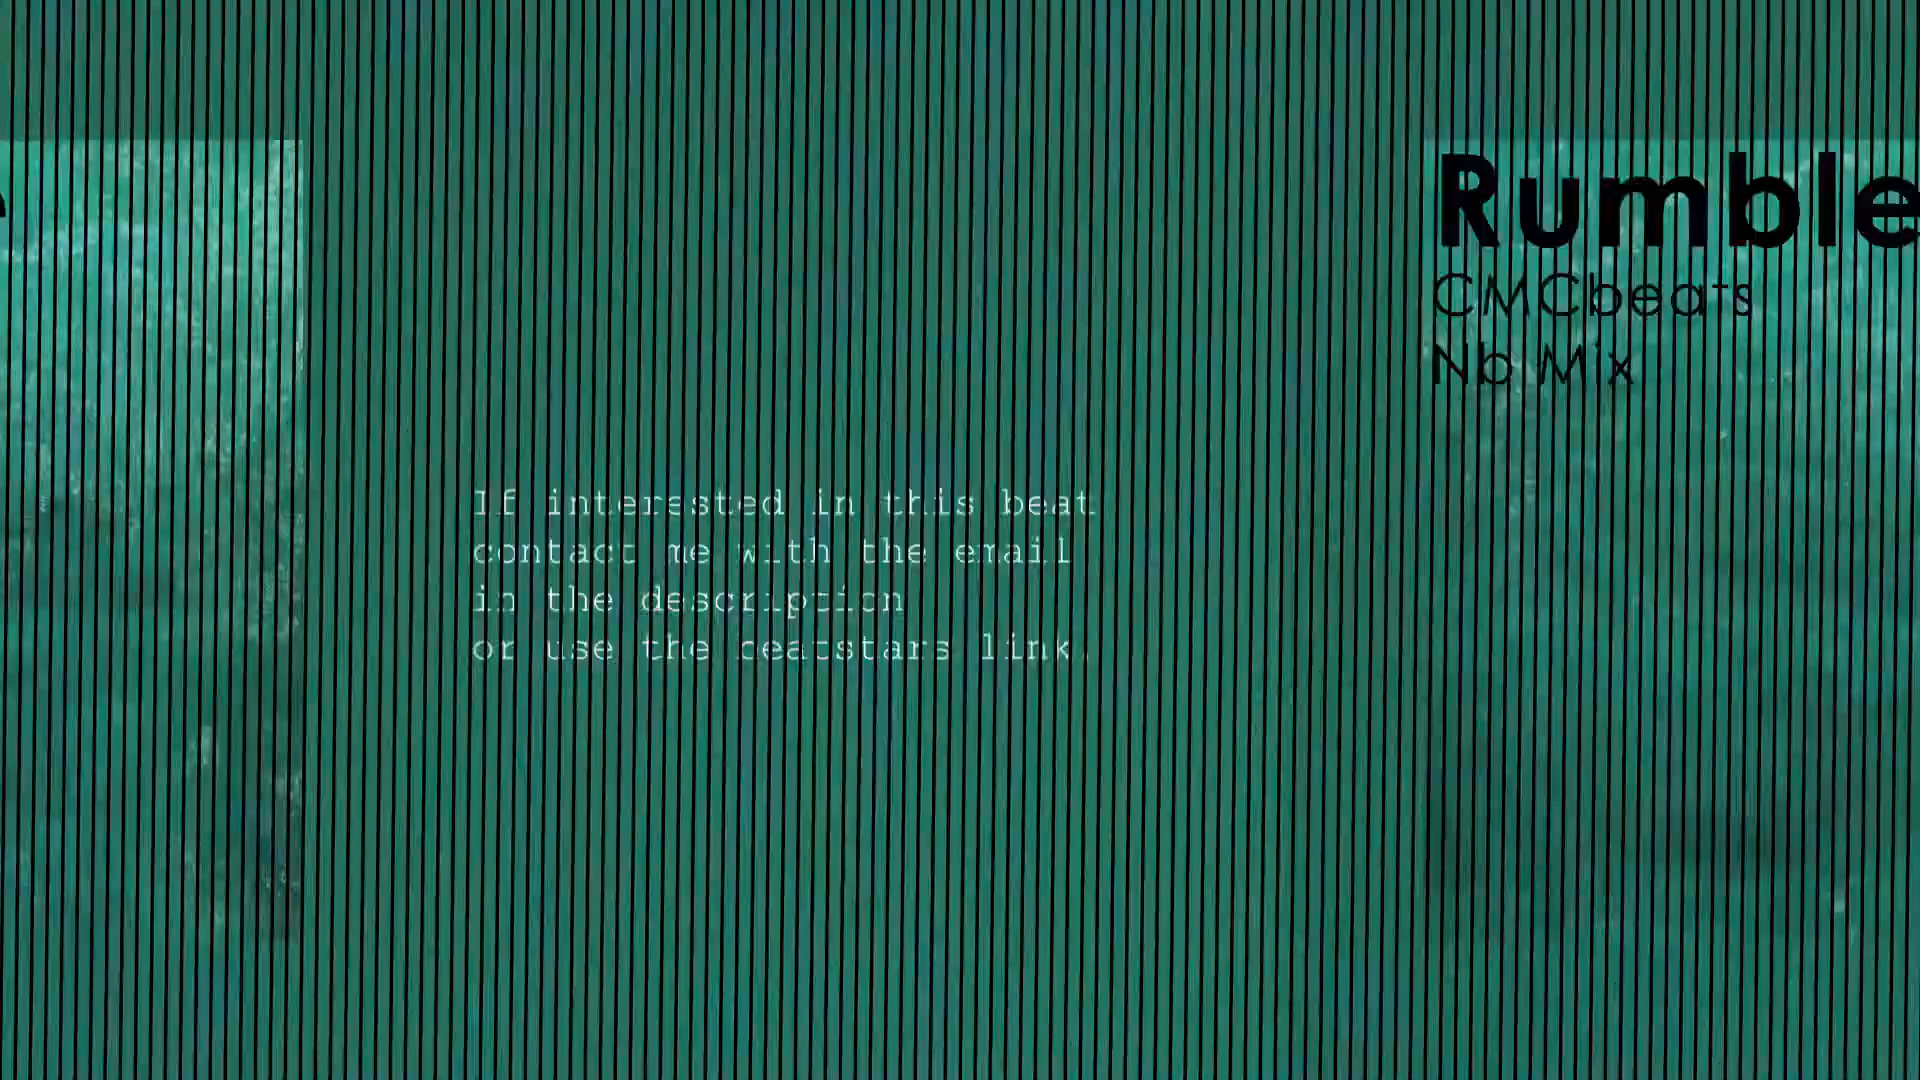 Rumble
CMCbeats
Nb Mix
If interested in this beat
contact me with the email
in the description
or use the beatstars link.